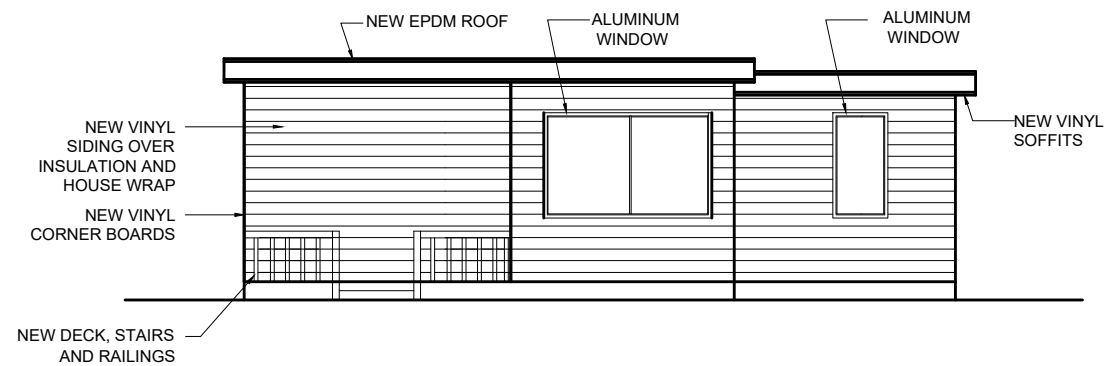 NEW EPDM ROOF
ALUMINUM
WINDOW
ALUMINUM
WINDOW
NEW VINYL
SIDING OVER
INSULATION AND
HOUSE WRAP
NEW VINYL
SOFFITS
NEW VINYL
CORNER BOARDS
NEW DECK, STAIRS
AND RAILINGS